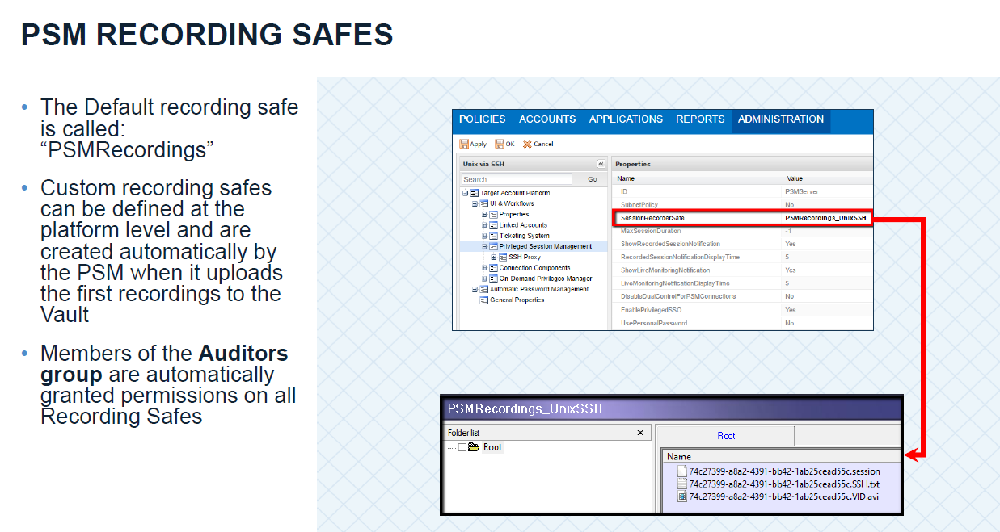 PSM RECORDING SAFES
• The Default recording safe
is called:
“PSMRecordings”
• Custom recording safes
can be defined at the
platform level and are
created automatically by
the PSM when it uploads
the first recordings to the
Vault
• Members of the Auditors
group are automatically
granted permissions on all
Recording Safes
POLICIES ACCOUNTS APPLICATIONS REPORTS ADMINISTRATION
Apply OK Cancel
Unix via SSH
Search... Go
Target Account Platform
UI & Workflows
Properties
Linked Accounts
Ticketing System
Privileged Session Management
SSH Proxy
Connection Components
On-Demand Privileges Manager
Automatic Password Management
General Properties
Properties
Name Value
ID PSMServer
SubnetPolicy No
SessionRecorderSafe PSMRecordings_UnixSSH
MaxSessionDuration -1
ShowRecordedSessionNotification Yes
RecordedSessionNotificationDisplayTime 5
ShowLiveMonitoringNotification Yes
LiveMonitoringNotificationDisplayTime 5
DisableDualControlForPSMConnections No
EnablePrivilegedSSO Yes
UsePersonalPassword No
PSMRecordings_UnixSSH
Folder list
Root
Root
Name
74c27399-a8a2-4391-bb42-1ab25cead55c.session
74c27399-a8a2-4391-bb42-1ab25cead55c.SSH.txt
74c27399-a8a2-4391-bb42-1ab25cead55c.VID.avi